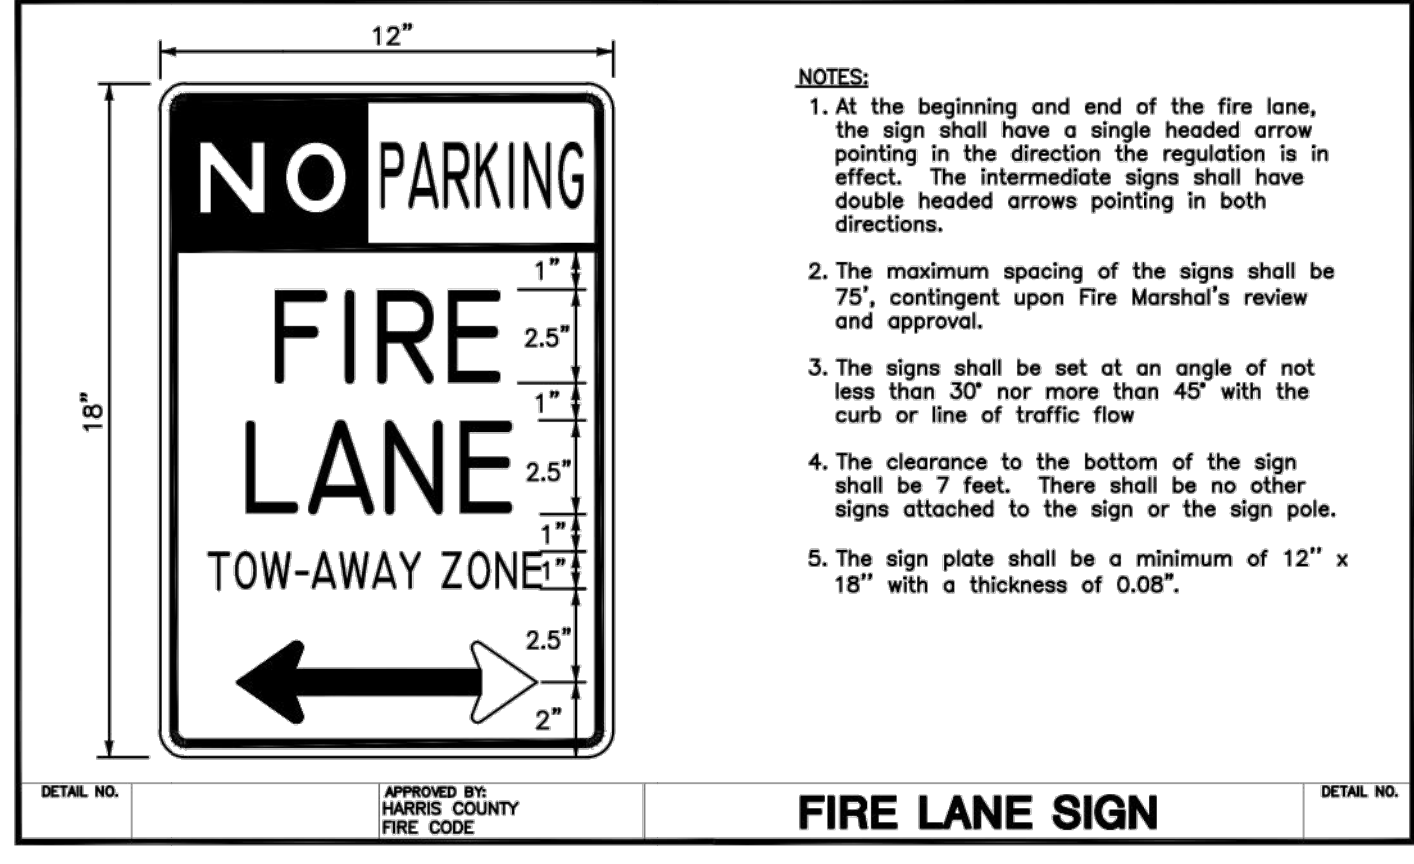 12”
NO PARKING
18”
1”
FIRE
2.5”
1”
LANE
2.5”
1”
TOW-AWAY ZONE
1”
2.5”
2”
NOTES:
1. At the beginning and end of the fire lane,
the sign shall have a single headed arrow
pointing in the direction the regulation is in
effect. The intermediate signs shall have
double headed arrows pointing in both
directions.
2. The maximum spacing of the signs shall be
75’, contingent upon Fire Marshal’s review
and approval.
3. The signs shall be set at an angle of not
less than 30° nor more than 45° with the
curb or line of traffic flow
4. The clearance to the bottom of the sign
shall be 7 feet. There shall be no other
signs attached to the sign or the sign pole.
5. The sign plate shall be a minimum of 12” x
18” with a thickness of 0.08”.
DETAIL NO.
APPROVED BY:
HARRIS COUNTY
FIRE CODE
FIRE LANE SIGN
DETAIL NO.